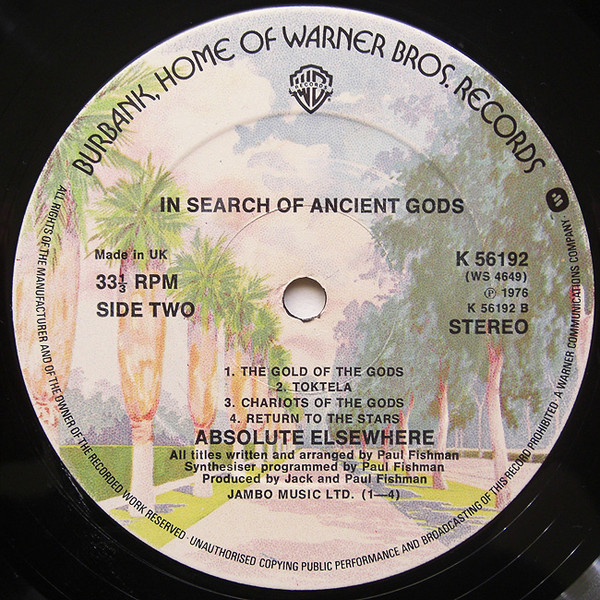 BURBANK, HOME OF WARNER BROS. RECORDS
WB
RECORDS
IN SEARCH OF ANCIENT GODS
Made in UK
33⅓ RPM
SIDE TWO
K 56192
(WS 4649)
℗ 1976
K 56192 B
STEREO
1. THE GOLD OF THE GODS
2. TOKTELA
3. CHARIOTS OF THE GODS
4. RETURN TO THE STARS
ABSOLUTE ELSEWHERE
All titles written and arranged by Paul Fishman
Synthesiser programmed by Paul Fishman
Produced by Jack and Paul Fishman
JAMBO MUSIC LTD. (1—4)
ALL RIGHTS OF THE MANUFACTURER AND OF THE OWNER OF THE RECORDED WORK RESERVED · UNAUTHORISED COPYING PUBLIC PERFORMANCE AND BROADCASTING OF THIS RECORD PROHIBITED · A WARNER COMMUNICATIONS COMPANY ·